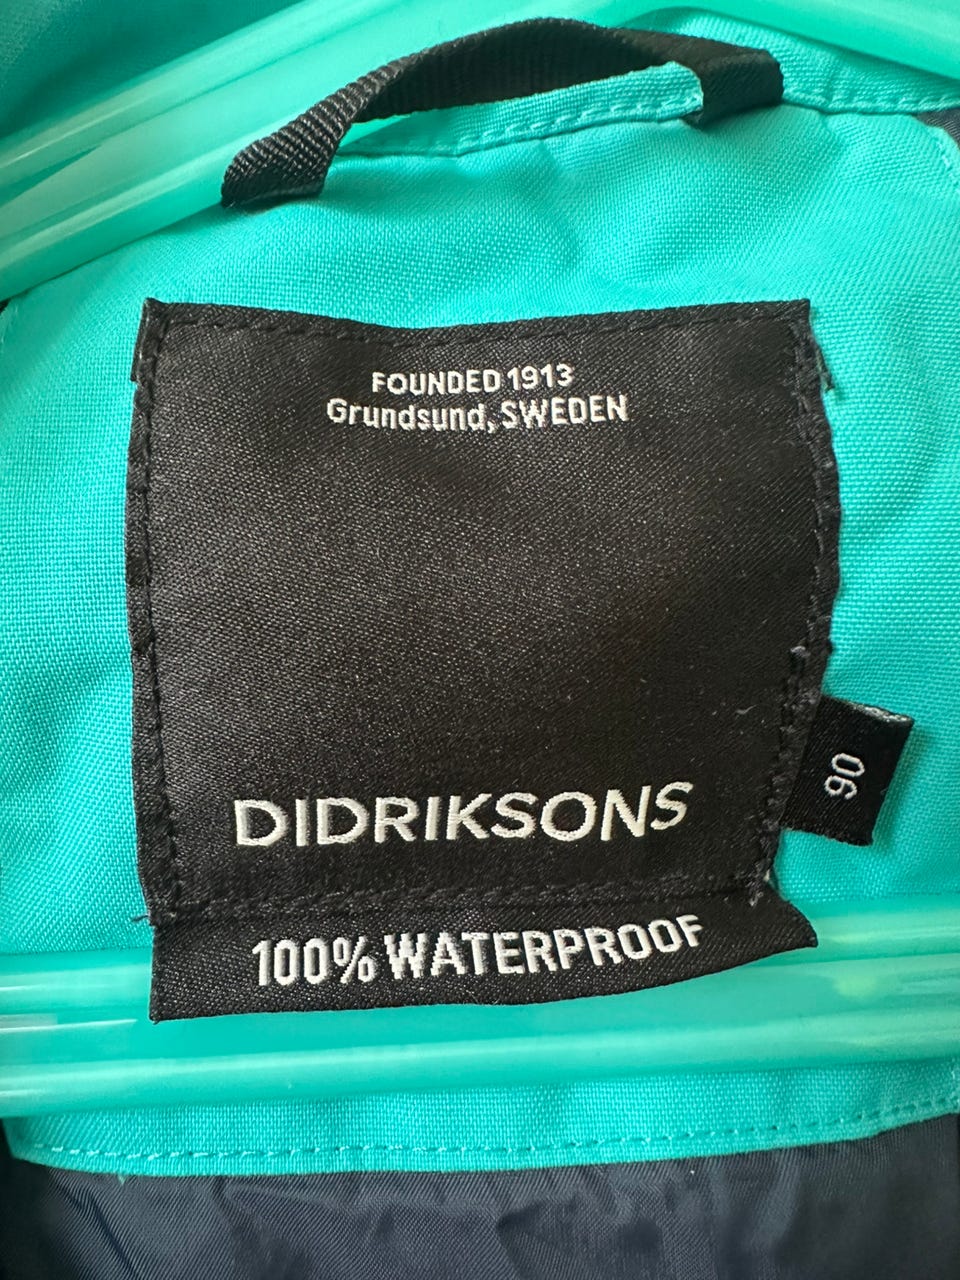 FOUNDED 1913
Grundsund, SWEDEN
DIDRIKSONS
90
100% WATERPROOF